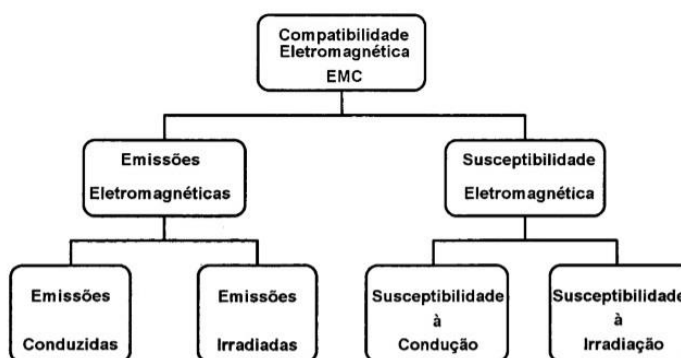 Compatibilidade
Eletromagnética
EMC
Emissões
Eletromagnéticas
Susceptibilidade
Eletromagnética
Emissões
Conduzidas
Emissões
Irradiadas
Susceptibilidade
à
Condução
Susceptibilidade
à
Irradiação